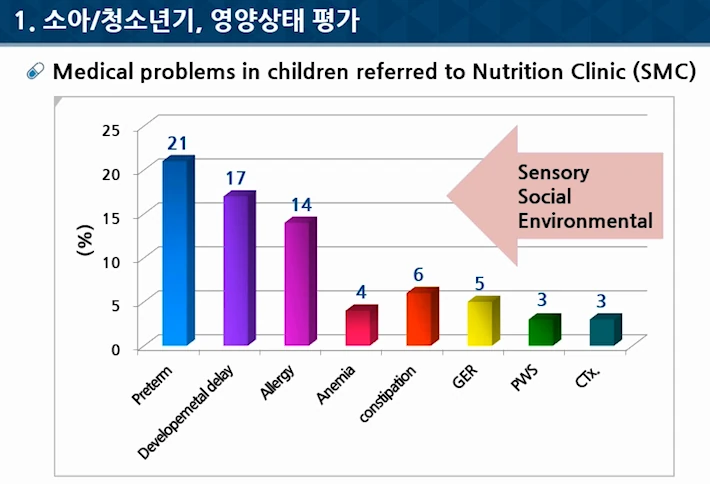 1. 소아/청소년기, 영양상태 평가
Medical problems in children referred to Nutrition Clinic (SMC)
25
20
15
10
5
0
(%)
21
17
14
4
6
5
3
3
Sensory
Social
Environmental
Preterm
Developemetal delay
Allergy
Anemia
constipation
GER
PWS
CTx.